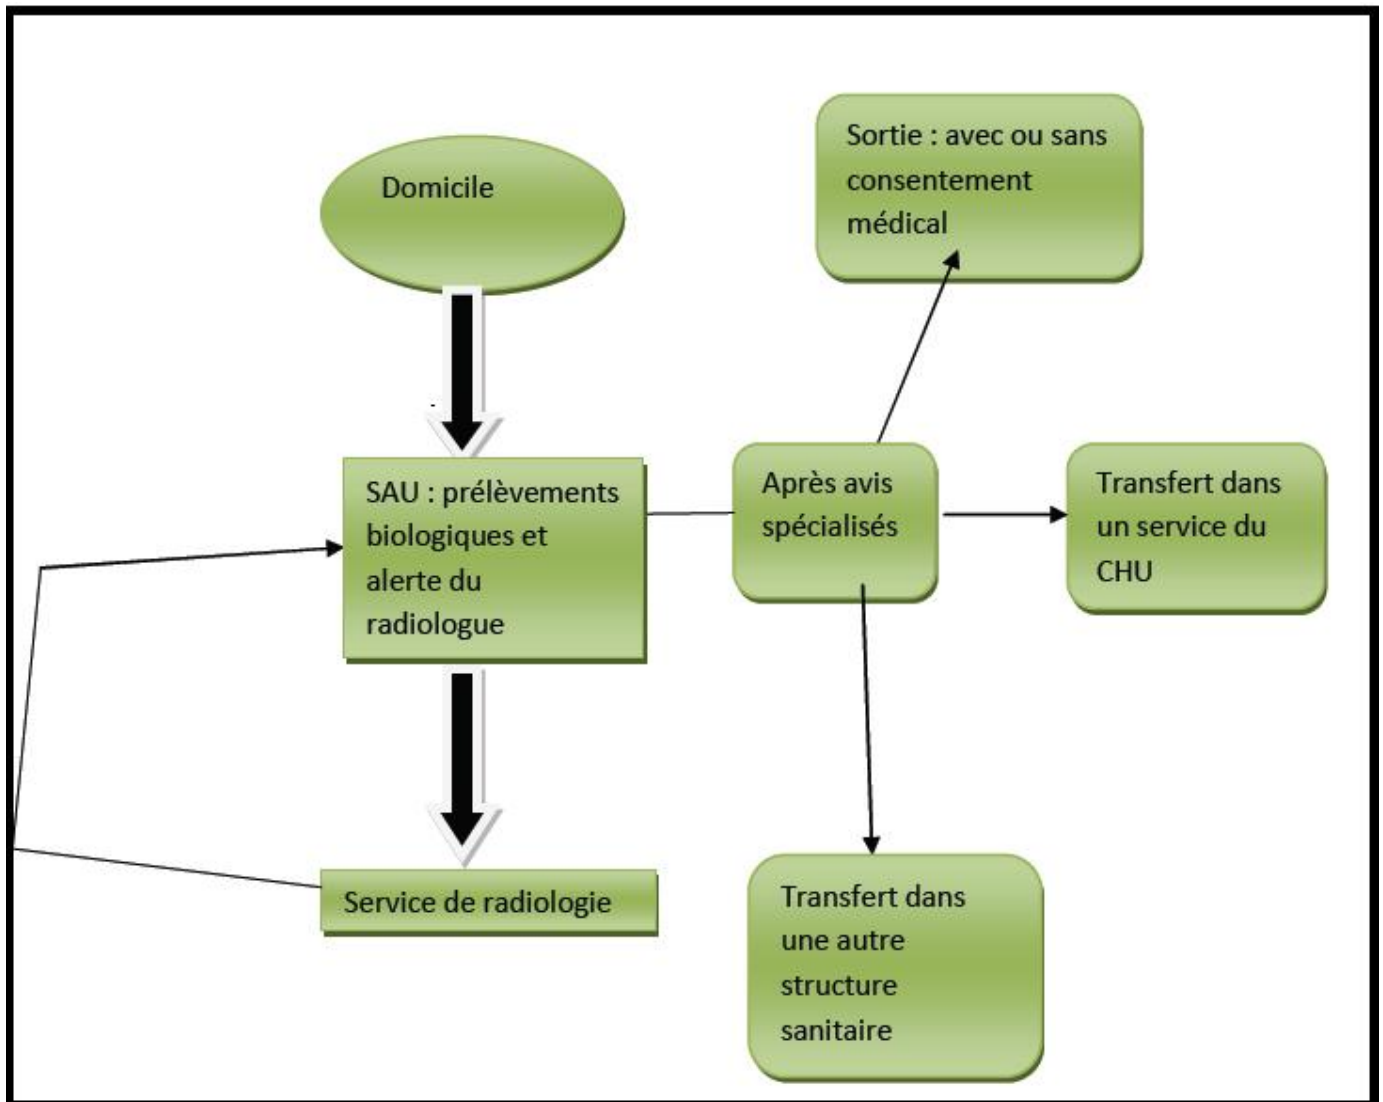 Domicile
SAU : prélèvements
biologiques et
alerte du
radiologue
Service de radiologie
Après avis
spécialisés
Sortie : avec ou sans
consentement
médical
Transfert dans
un service du
CHU
Transfert dans
une autre
structure
sanitaire